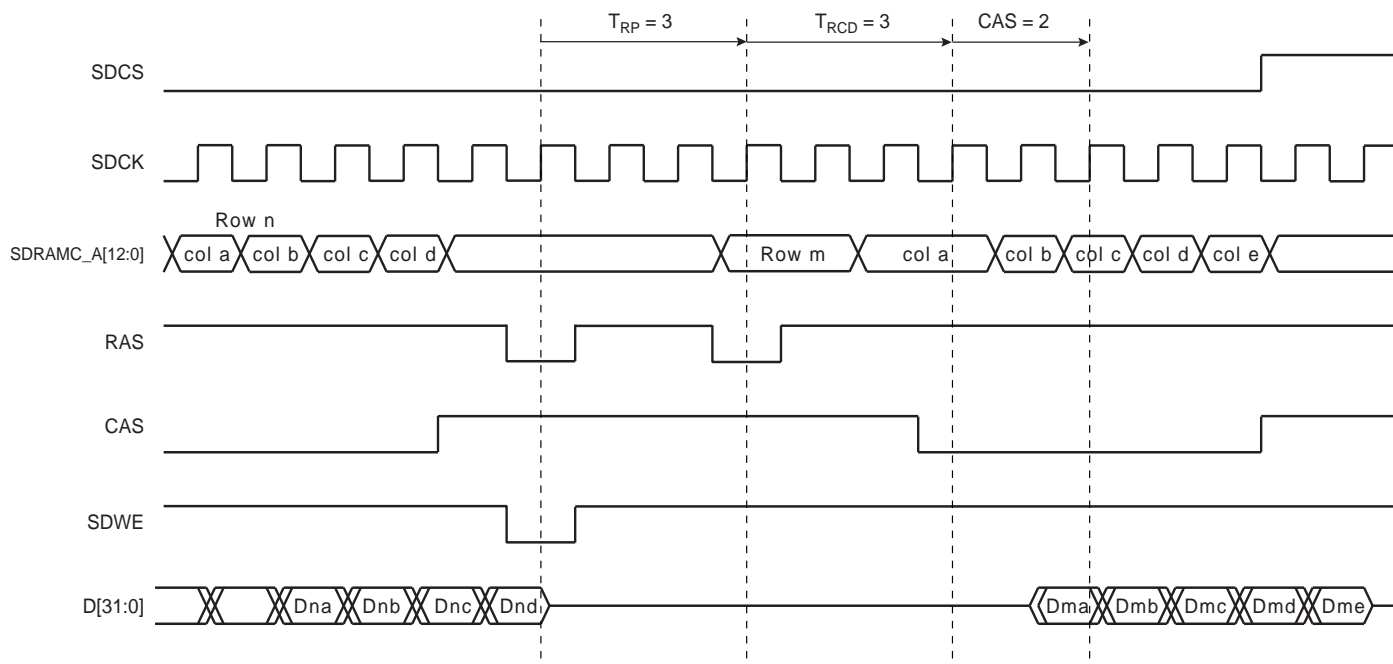 TRP = 3 TRCD = 3 CAS = 2
SDCS
SDCK
Row n
SDRAMC_A[12:0] col a col b col c col d Row m col a col b col c col d col e
RAS
CAS
SDWE
D[31:0] Dna Dnb Dnc Dnd Dma Dmb Dmc Dmd Dme